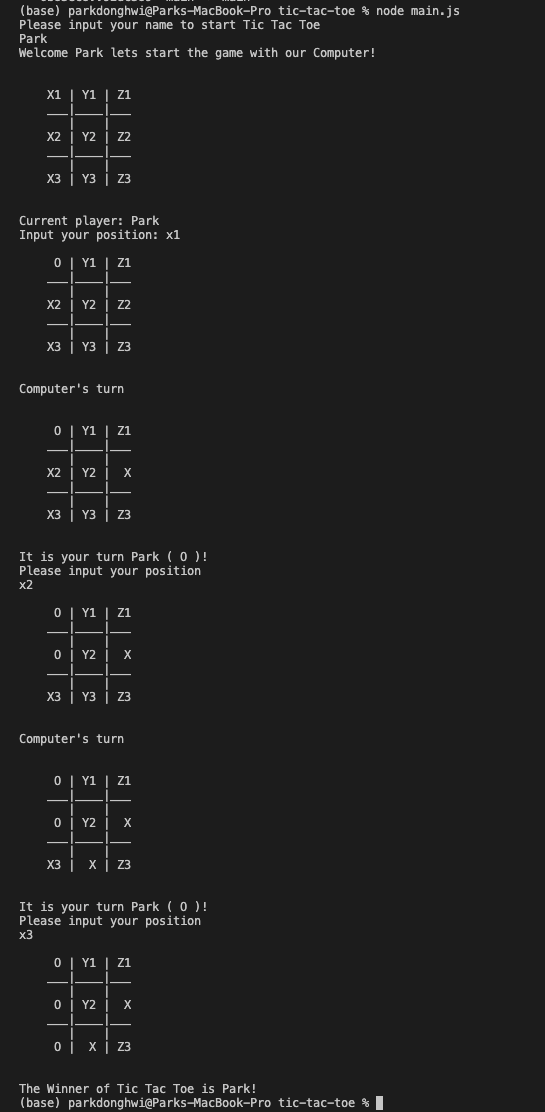 (base) parkdonghwi@Parks-MacBook-Pro tic-tac-toe % node main.js
Please input your name to start Tic Tac Toe
Park
Welcome Park lets start the game with our Computer!
X1 | Y1 | Z1
———|————|———
X2 | Y2 | Z2
———|————|———
X3 | Y3 | Z3
Current player: Park
Input your position: x1
O | Y1 | Z1
———|————|———
X2 | Y2 | Z2
———|————|———
X3 | Y3 | Z3
Computer's turn
O | Y1 | Z1
———|————|———
X2 | Y2 | X
———|————|———
X3 | Y3 | Z3
It is your turn Park ( O )!
Please input your position
x2
O | Y1 | Z1
———|————|———
O | Y2 | X
———|————|———
X3 | Y3 | Z3
Computer's turn
O | Y1 | Z1
———|————|———
O | Y2 | X
———|————|———
X3 | X | Z3
It is your turn Park ( O )!
Please input your position
x3
O | Y1 | Z1
———|————|———
O | Y2 | X
———|————|———
O | X | Z3
The Winner of Tic Tac Toe is Park!
(base) parkdonghwi@Parks-MacBook-Pro tic-tac-toe %